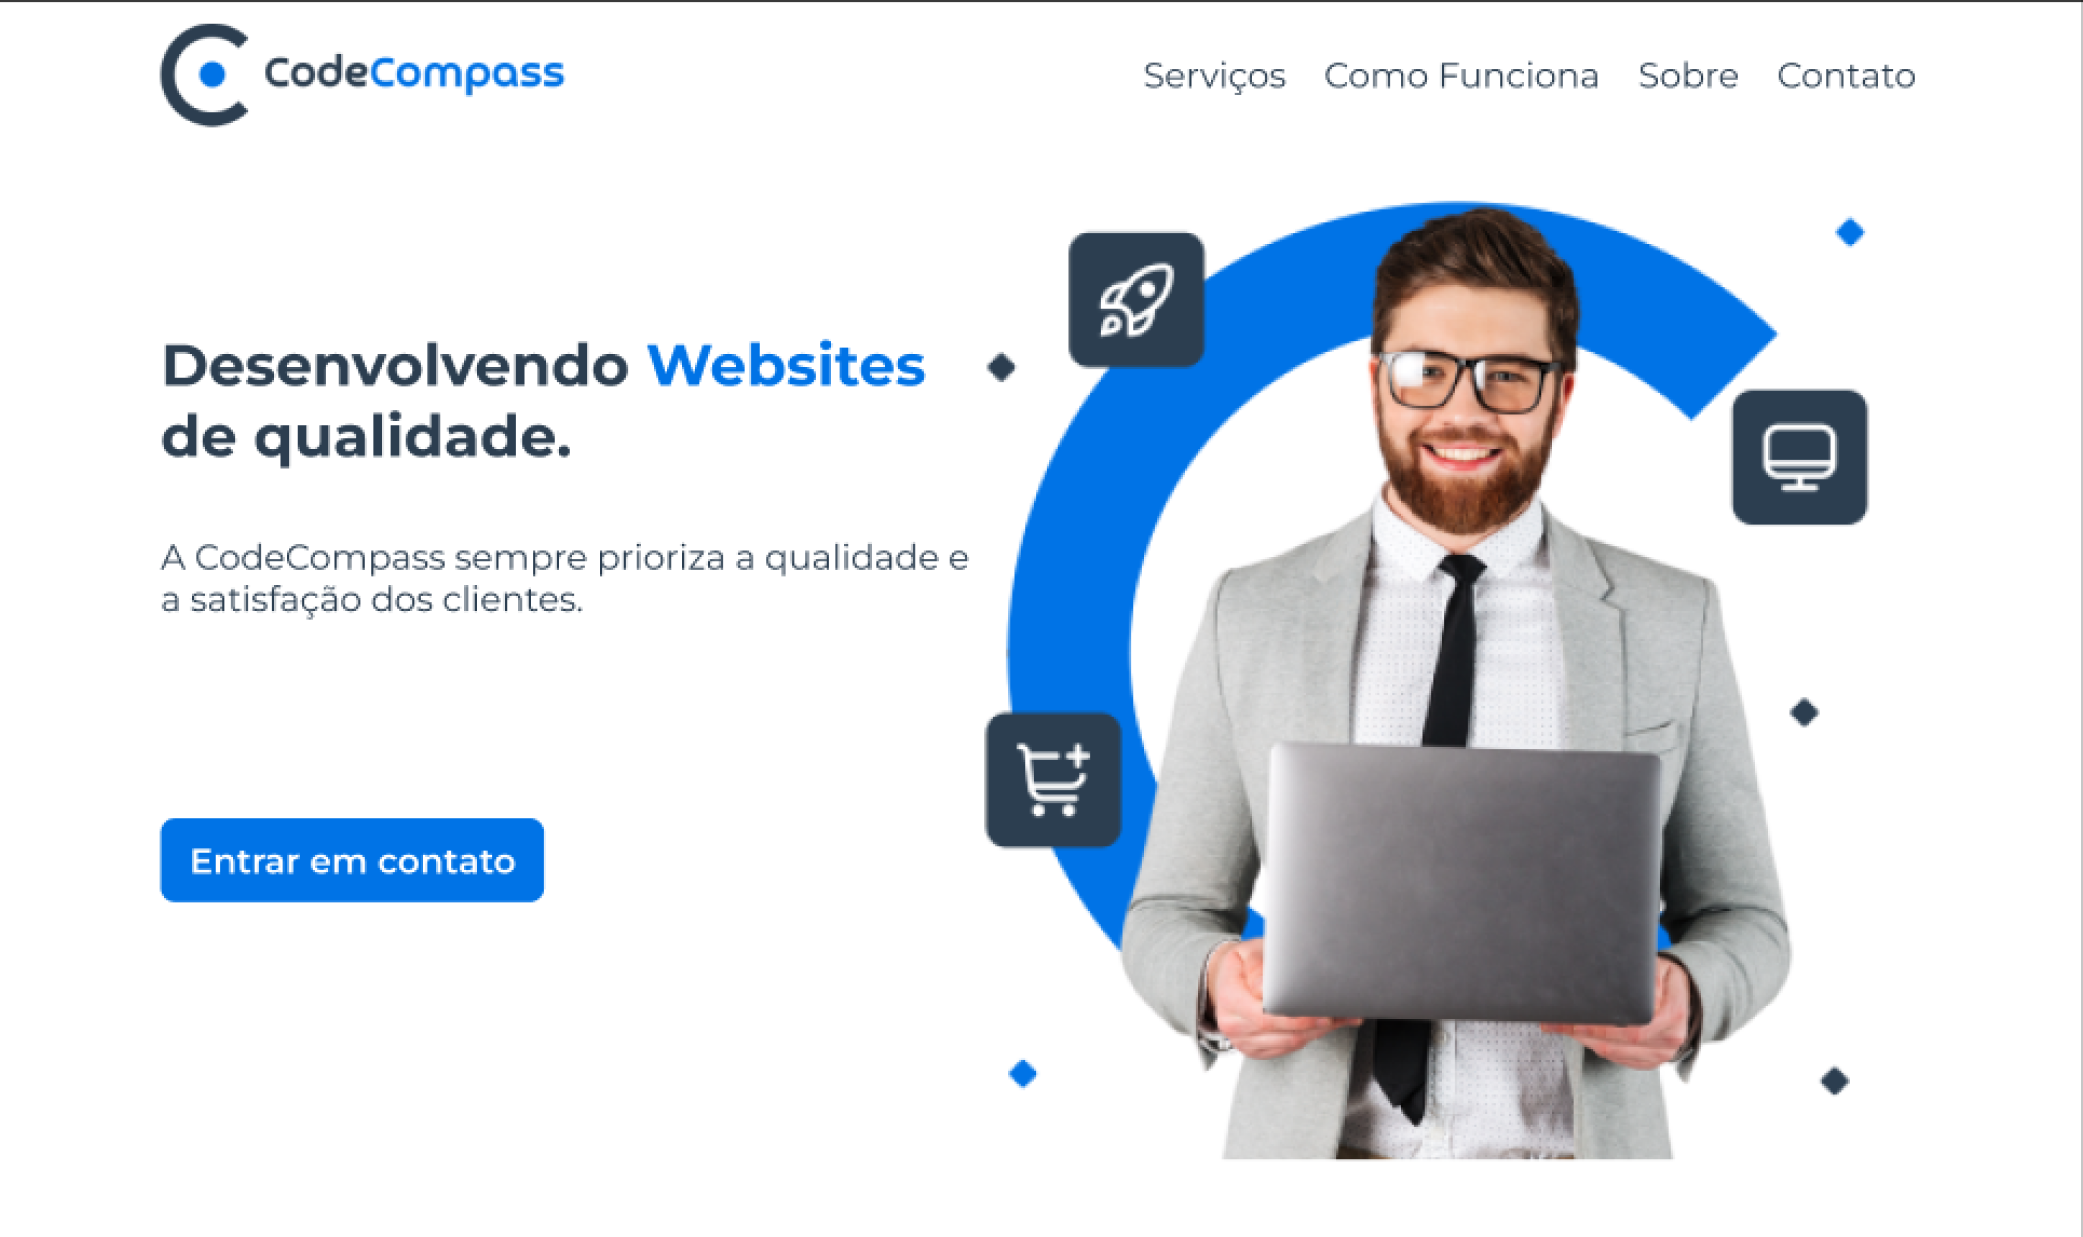 CodeCompass
Serviços
Como Funciona
Sobre
Contato
Desenvolvendo Websites
de qualidade.
A CodeCompass sempre prioriza a qualidade e
a satisfação dos clientes.
Entrar em contato